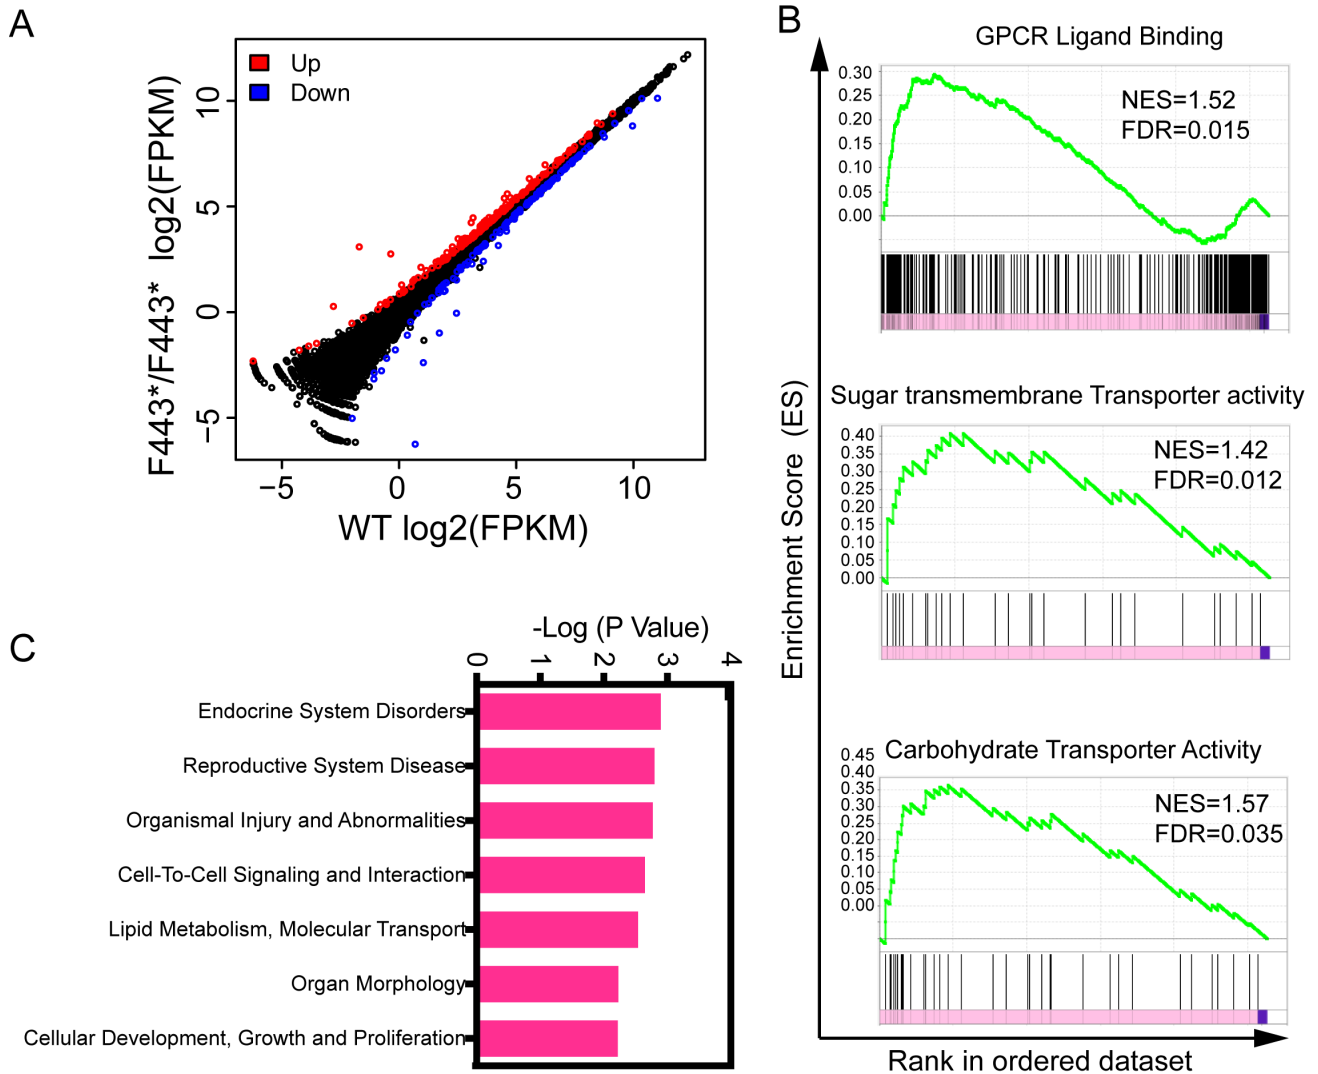 A
Up
Down
10
5
0
−5
F443*/F443* log2(FPKM)
−5
0
5
10
WT log2(FPKM)
B
GPCR Ligand Binding
0.30
0.25
0.20
0.15
0.10
0.05
0.00
NES=1.52
FDR=0.015
Sugar transmembrane Transporter activity
0.40
0.35
0.30
0.25
0.20
0.15
0.10
0.05
0.00
NES=1.42
FDR=0.012
Carbohydrate Transporter Activity
0.45
0.40
0.35
0.30
0.25
0.20
0.15
0.10
0.05
0.00
NES=1.57
FDR=0.035
Enrichment Score (ES)
Rank in ordered dataset
C
-Log (P Value)
0
1
2
3
4
Endocrine System Disorders
Reproductive System Disease
Organismal Injury and Abnormalities
Cell-To-Cell Signaling and Interaction
Lipid Metabolism, Molecular Transport
Organ Morphology
Cellular Development, Growth and Proliferation